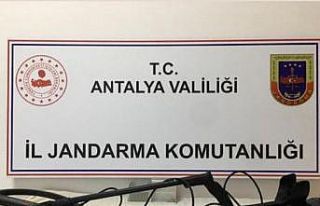 T.C.
ANTALYA VALİLİĞİ
İL JANDARMA KOMUTANLIĞI